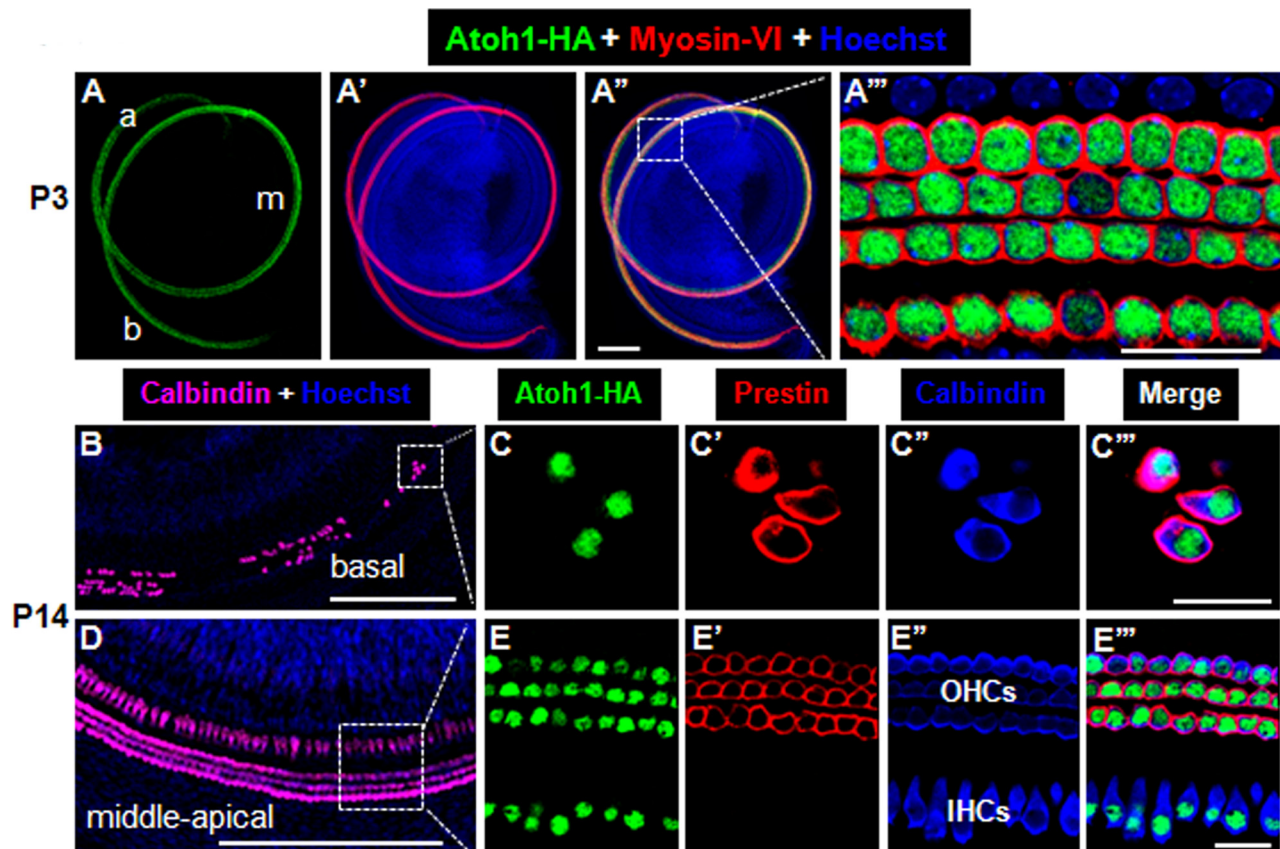 Atoh1-HA + Myosin-VI + Hoechst
P3
A
a
m
b
A'
A''
A'''
Calbindin + Hoechst
Atoh1-HA
Prestin
Calbindin
Merge
P14
B
basal
C
C'
C''
C'''
D
middle-apical
E
E'
E''
OHCs
IHCs
E'''